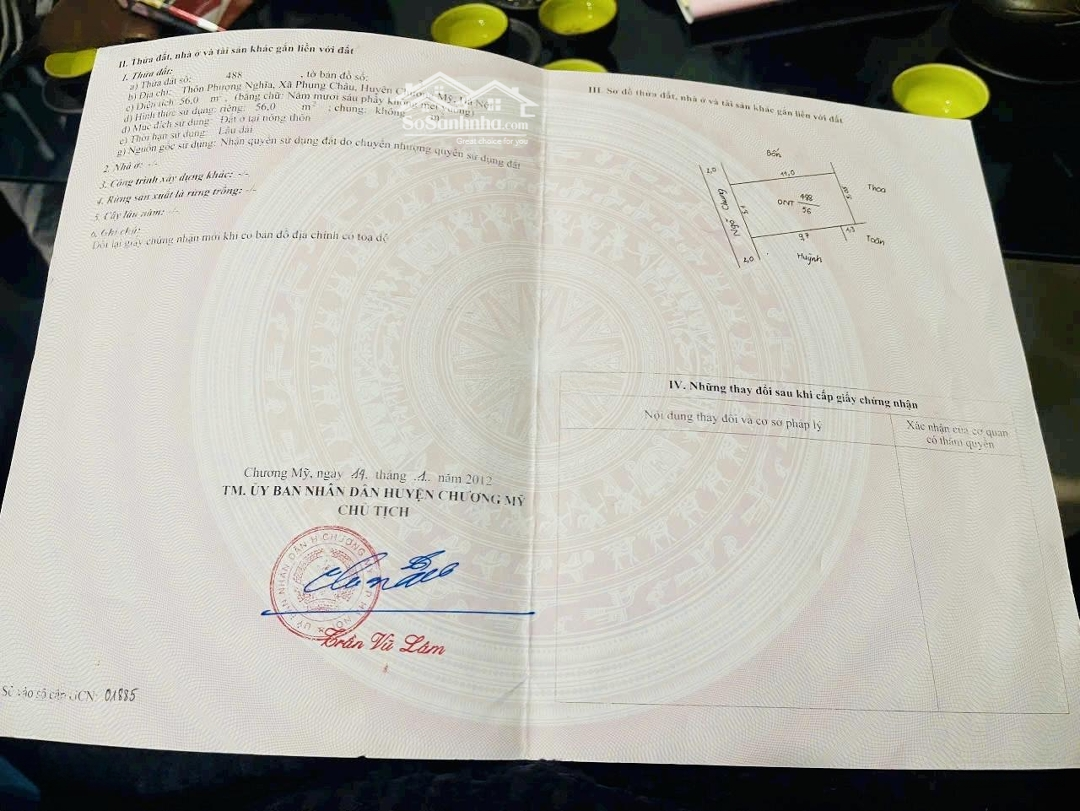 II. Thửa đất, nhà ở và tài sản khác gắn liền với đất
1. Thửa đất:
a) Thửa đất số: 488 , tờ bản đồ số:
b) Địa chỉ: Thôn Phượng Nghĩa, Xã Phụng Châu, Huyện Chương Mỹ, Hà Nội
c) Diện tích: 56,0 m², (bằng chữ: Năm mươi sáu phẩy không mét vuông)
d) Hình thức sử dụng: riêng: 56,0 m²; chung: không m²
đ) Mục đích sử dụng: Đất ở tại nông thôn
e) Thời hạn sử dụng: Lâu dài
g) Nguồn gốc sử dụng: Nhận quyền sử dụng đất do chuyển nhượng quyền sử dụng đất
2. Nhà ở: -/-
3. Công trình xây dựng khác: -/-
4. Rừng sản xuất là rừng trồng: -/-
5. Cây lâu năm: -/-
6. Ghi chú:
Đổi lại giấy chứng nhận mới khi có bản đồ địa chính có toạ độ
SoSanhnha.com
Great choice for you
Chương Mỹ, ngày 19. tháng .1.. năm 2012
TM. ỦY BAN NHÂN DÂN HUYỆN CHƯƠNG MỸ
CHỦ TỊCH
Trần Vũ Lâm
Số vào sổ cấp GCN: 01885
III. Sơ đồ thửa đất, nhà ở và tài sản khác gắn liền với đất
Bốn
2,0
11,0
Thoa
Ngõ Chung
ONT 488
56
9,7
1,3
Toán
2,0
Huỳnh
IV. Những thay đổi sau khi cấp giấy chứng nhận
Nội dung thay đổi và cơ sở pháp lý
Xác nhận của cơ quan
có thẩm quyền